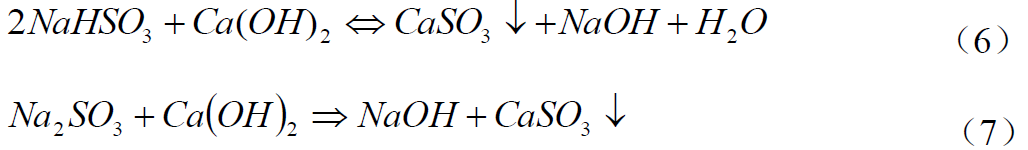 2NaHSO₃ + Ca(OH)₂ ⇔ CaSO₃ ↓ +NaOH + H₂O （6）
Na₂SO₃ + Ca(OH)₂ ⇒ NaOH + CaSO₃ ↓ （7）